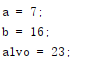 a = 7;
b = 16;
alvo = 23;